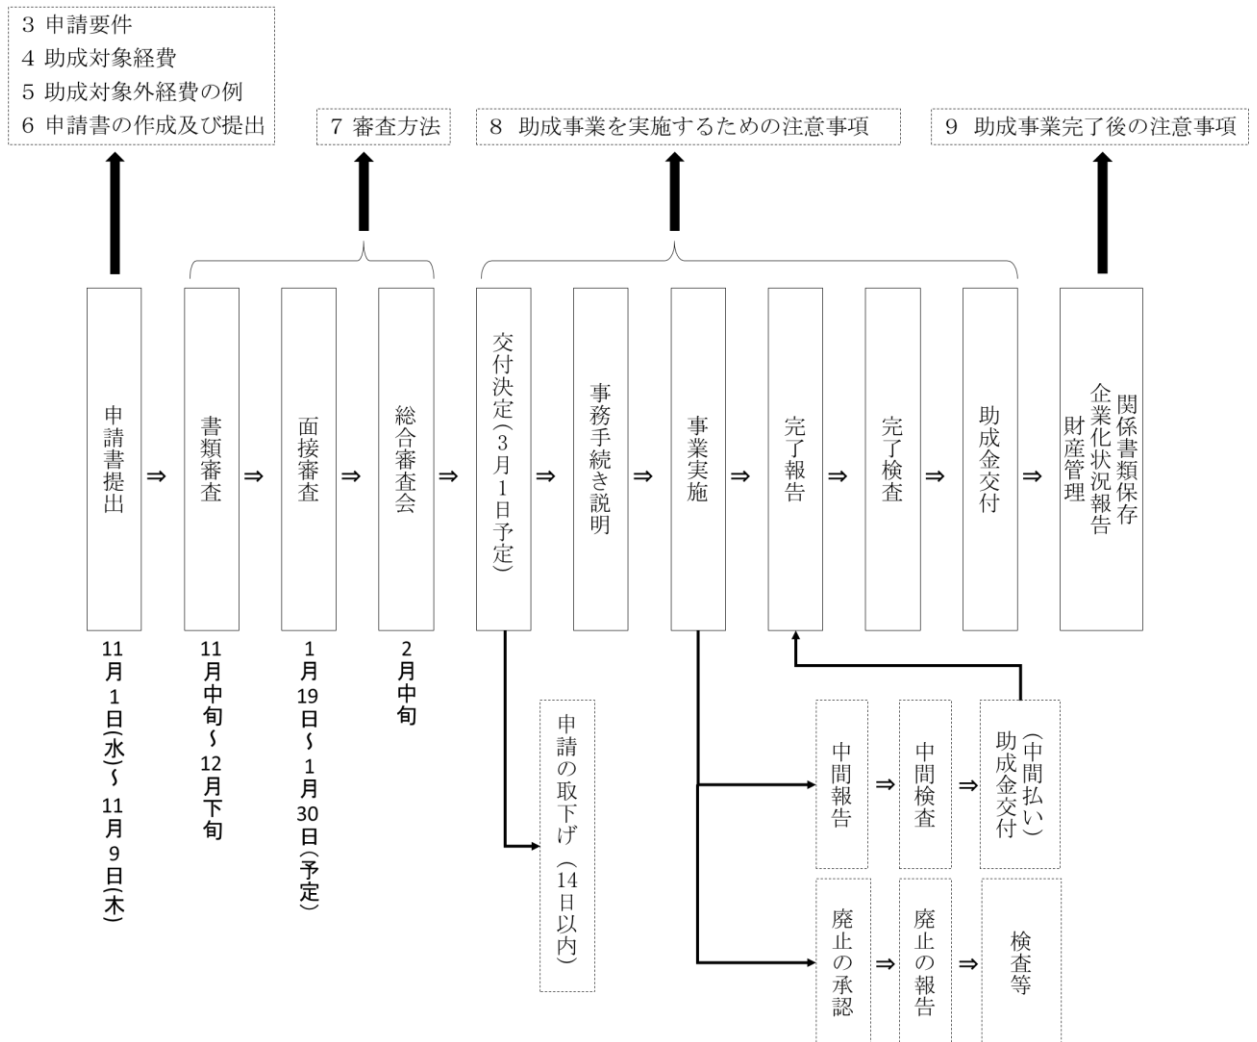 3 申請要件
4 助成対象経費
5 助成対象外経費の例
6 申請書の作成及び提出
7 審査方法
8 助成事業を実施するための注意事項
9 助成事業完了後の注意事項
申請書提出
⇒
書類審査
⇒
面接審査
⇒
総合審査会
⇒
交付決定(3月1日予定)
⇒
事務手続き説明
⇒
事業実施
⇒
完了報告
⇒
完了検査
⇒
助成金交付
⇒
関係書類保存
企業化状況報告
財産管理
11月1日(水)~11月9日(木)
11月中旬~12月下旬
1月19日~1月30日(予定)
2月中旬
申請の取下げ (14日以内)
中間報告
⇒
中間検査
⇒
(中間払い)
助成金交付
廃止の承認
⇒
廃止の報告
⇒
検査等